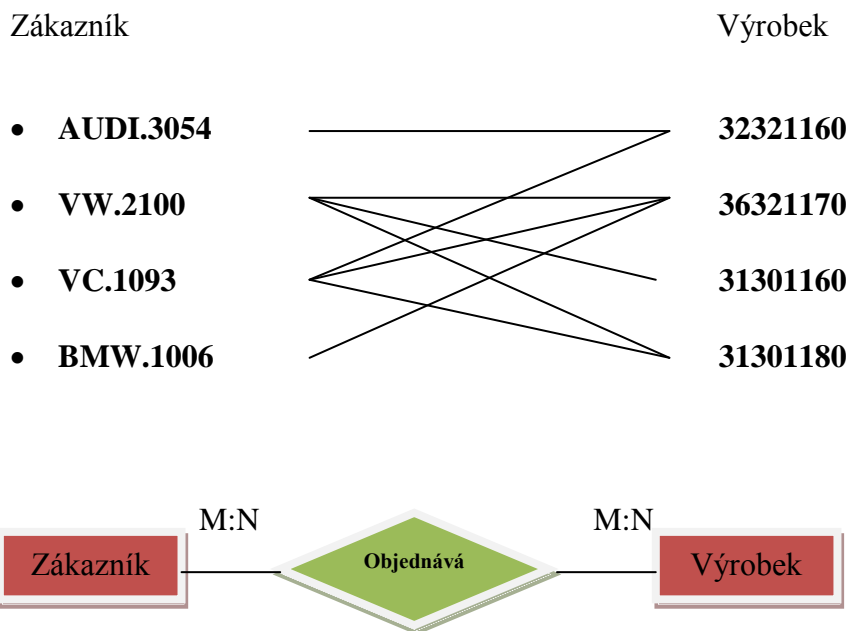 Zákazník Výrobek
• AUDI.3054 32321160
• VW.2100 36321170
• VC.1093 31301160
• BMW.1006 31301180
M:N M:N
Zákazník Objednává Výrobek